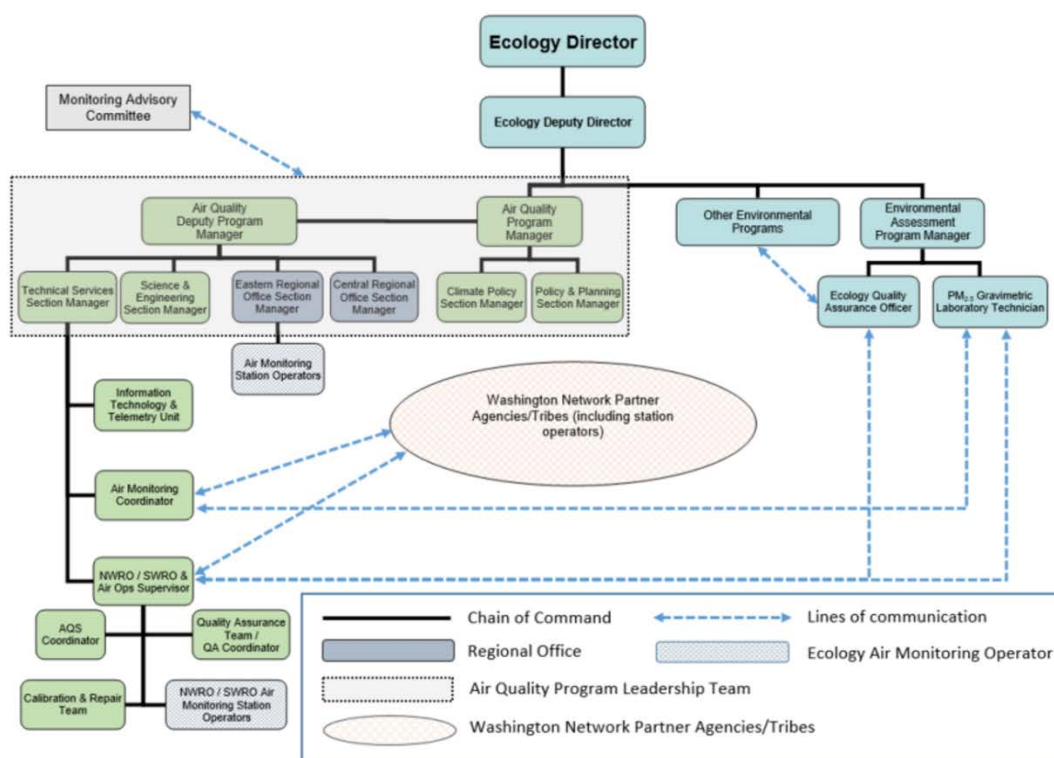 Ecology Director
Monitoring Advisory
Committee
Ecology Deputy Director
Air Quality
Deputy Program
Manager
Air Quality
Program
Manager
Other Environmental
Programs
Environmental
Assessment
Program Manager
Technical Services
Section Manager
Science &
Engineering
Section Manager
Eastern Regional
Office Section
Manager
Central Regional
Office Section
Manager
Climate Policy
Section Manager
Policy & Planning
Section Manager
Ecology Quality
Assurance Officer
PM2.5 Gravimetric
Laboratory Technician
Air Monitoring
Station Operators
Washington Network Partner
Agencies/Tribes (including station
operators)
Information
Technology &
Telemetry Unit
Air Monitoring
Coordinator
NWRO / SWRO &
Air Ops Supervisor
AQS
Coordinator
Quality Assurance
Team /
QA Coordinator
Calibration & Repair
Team
NWRO / SWRO Air
Monitoring Station
Operators
Chain of Command
Lines of communication
Regional Office
Ecology Air Monitoring Operator
Air Quality Program Leadership Team
Washington Network Partner Agencies/Tribes